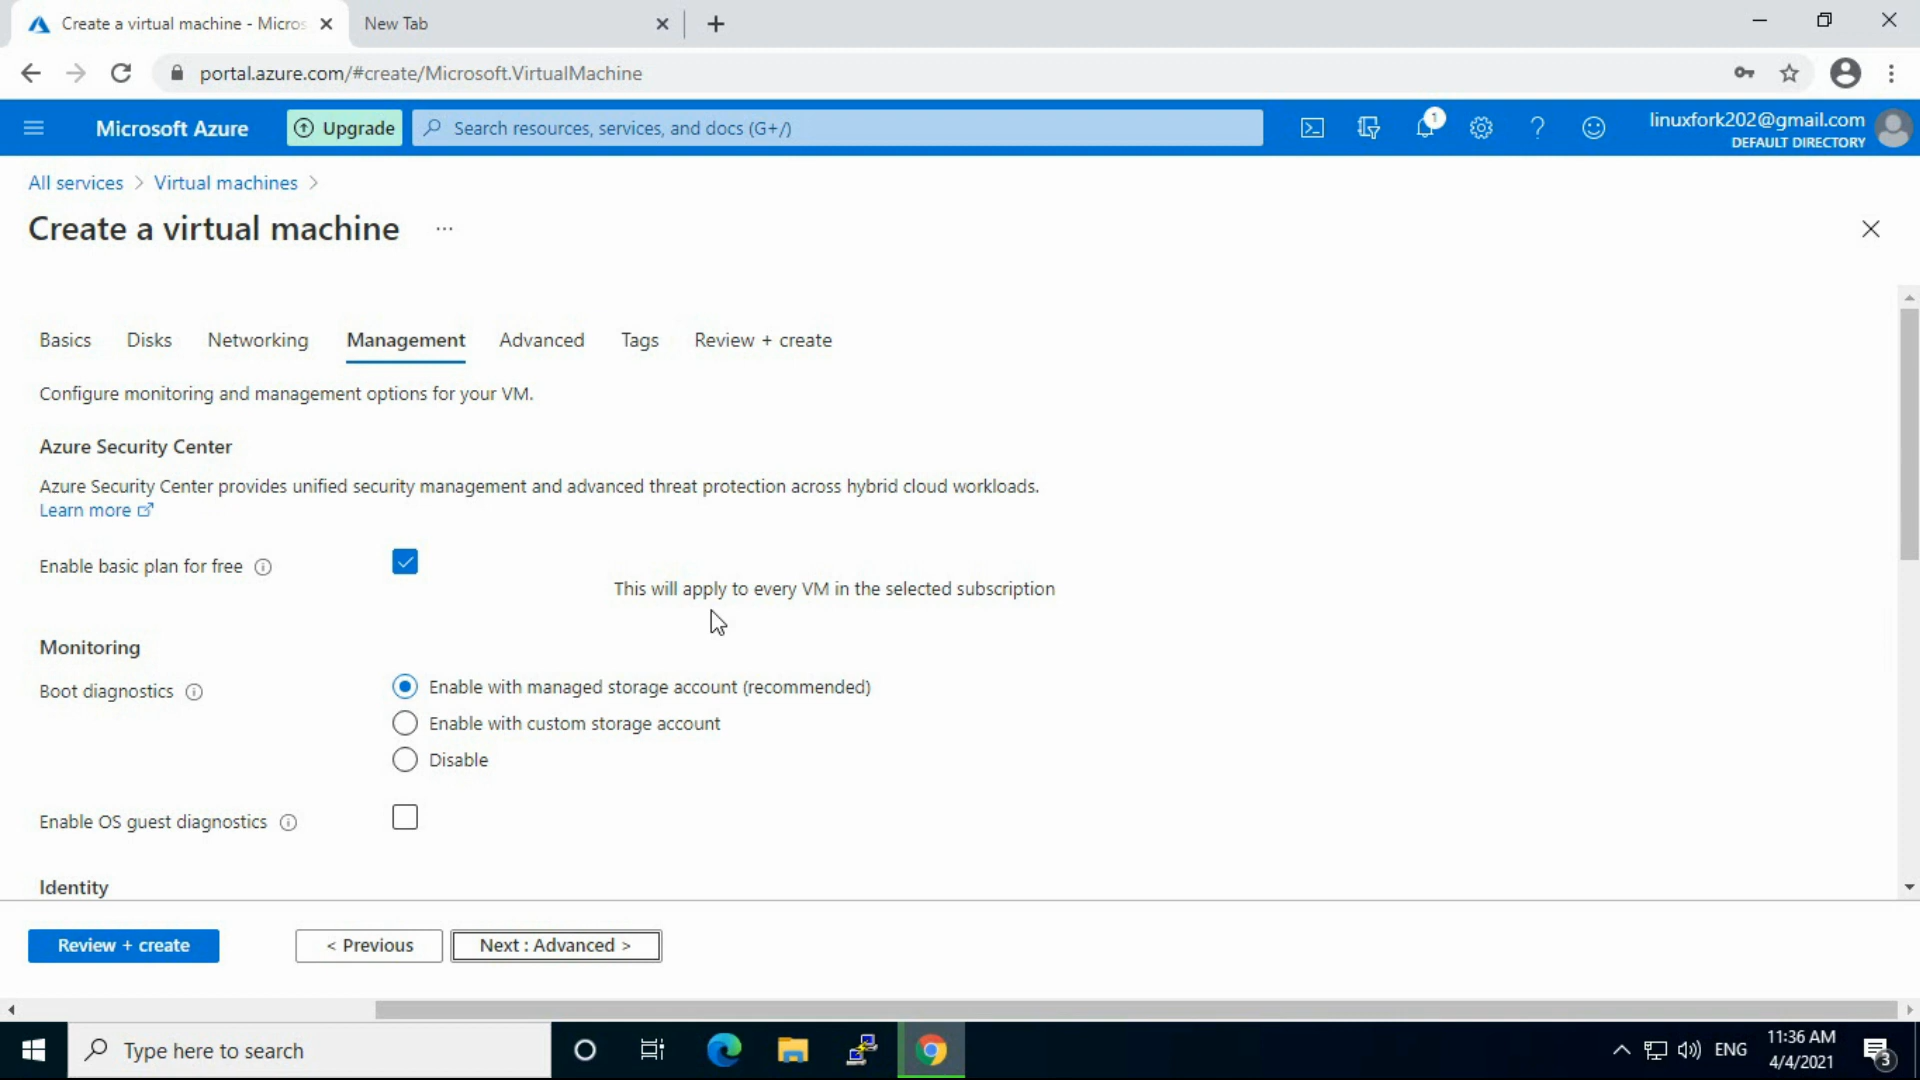 Create a virtual machine - Micros
New Tab
portal.azure.com/#create/Microsoft.VirtualMachine
Microsoft Azure
Upgrade
Search resources, services, and docs (G+/)
1
linuxfork202@gmail.com
DEFAULT DIRECTORY
All services > Virtual machines >
Create a virtual machine ...
Basics Disks Networking Management Advanced Tags Review + create
Configure monitoring and management options for your VM.
Azure Security Center
Azure Security Center provides unified security management and advanced threat protection across hybrid cloud workloads.
Learn more
Enable basic plan for free
This will apply to every VM in the selected subscription
Monitoring
Boot diagnostics
Enable with managed storage account (recommended)
Enable with custom storage account
Disable
Enable OS guest diagnostics
Identity
Review + create
< Previous
Next : Advanced >
Type here to search
ENG
11:36 AM
4/4/2021
3